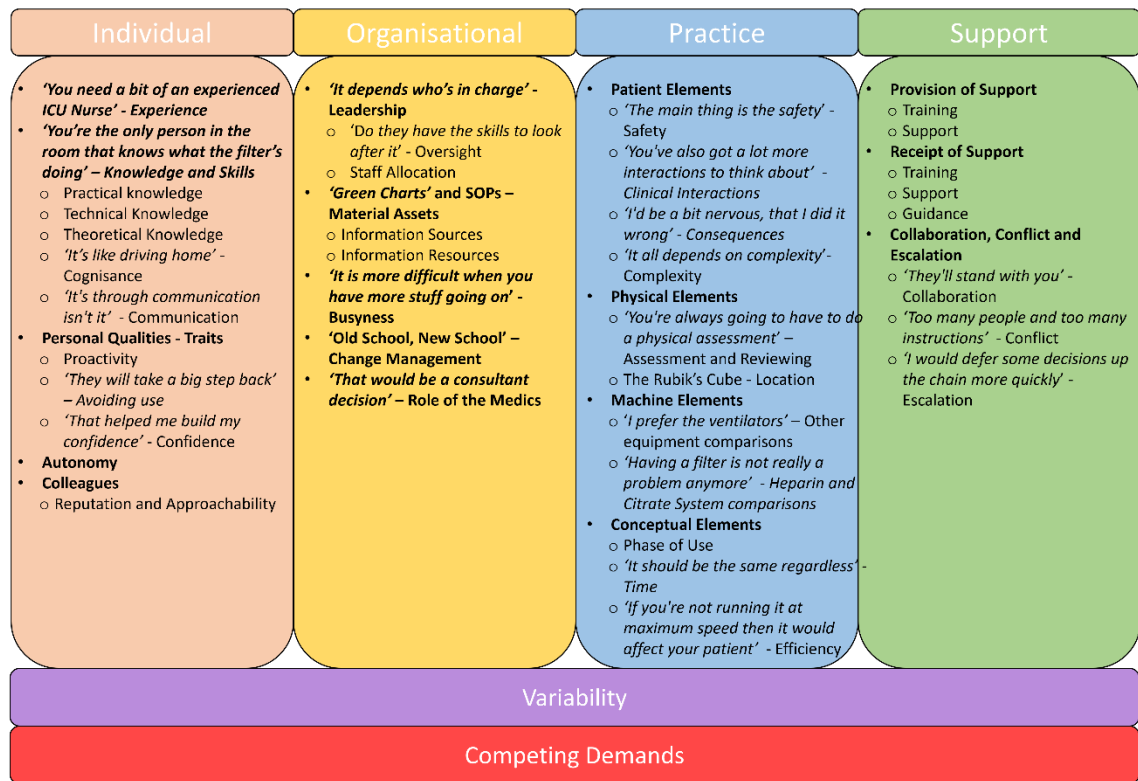 Individual
• ‘You need a bit of an experienced
ICU Nurse’ - Experience
• ‘You’re the only person in the
room that knows what the filter’s
doing’ – Knowledge and Skills
o Practical knowledge
o Technical Knowledge
o Theoretical Knowledge
o ‘It’s like driving home’ -
Cognisance
o ‘It's through communication
isn't it’ - Communication
• Personal Qualities - Traits
o Proactivity
o ‘They will take a big step back’
– Avoiding use
o ‘That helped me build my
confidence’ - Confidence
• Autonomy
• Colleagues
o Reputation and Approachability
Organisational
• ‘It depends who’s in charge’ -
Leadership
o ‘Do they have the skills to look
after it’ - Oversight
o Staff Allocation
• ‘Green Charts’ and SOPs –
Material Assets
o Information Sources
o Information Resources
• ‘It is more difficult when you
have more stuff going on’ -
Busyness
• ‘Old School, New School’ –
Change Management
• ‘That would be a consultant
decision’ – Role of the Medics
Practice
• Patient Elements
o ‘The main thing is the safety’ -
Safety
o ‘You've also got a lot more
interactions to think about’ -
Clinical Interactions
o ‘I'd be a bit nervous, that I did it
wrong’ - Consequences
o ‘It all depends on complexity’-
Complexity
• Physical Elements
o ‘You're always going to have to do
a physical assessment’ –
Assessment and Reviewing
o The Rubik’s Cube - Location
• Machine Elements
o ‘I prefer the ventilators’ – Other
equipment comparisons
o ‘Having a filter is not really a
problem anymore’ - Heparin and
Citrate System comparisons
• Conceptual Elements
o Phase of Use
o ‘It should be the same regardless’ -
Time
o ‘If you're not running it at
maximum speed then it would
affect your patient’ - Efficiency
Support
• Provision of Support
o Training
o Support
• Receipt of Support
o Training
o Support
o Guidance
• Collaboration, Conflict and
Escalation
o ‘They'll stand with you’ -
Collaboration
o ‘Too many people and too many
instructions’ - Conflict
o ‘I would defer some decisions up
the chain more quickly’ -
Escalation
Variability
Competing Demands